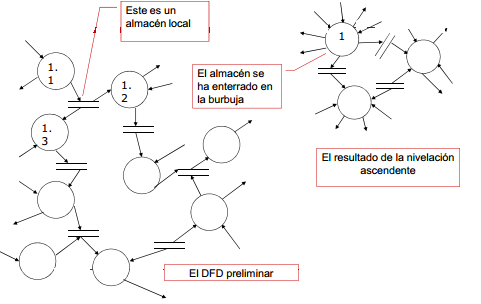 Este es un
almacén local
1.
1
1.
2
1.
3
1
El almacén se
ha enterrado en
la burbuja
El resultado de la nivelación
ascendente
El DFD preliminar